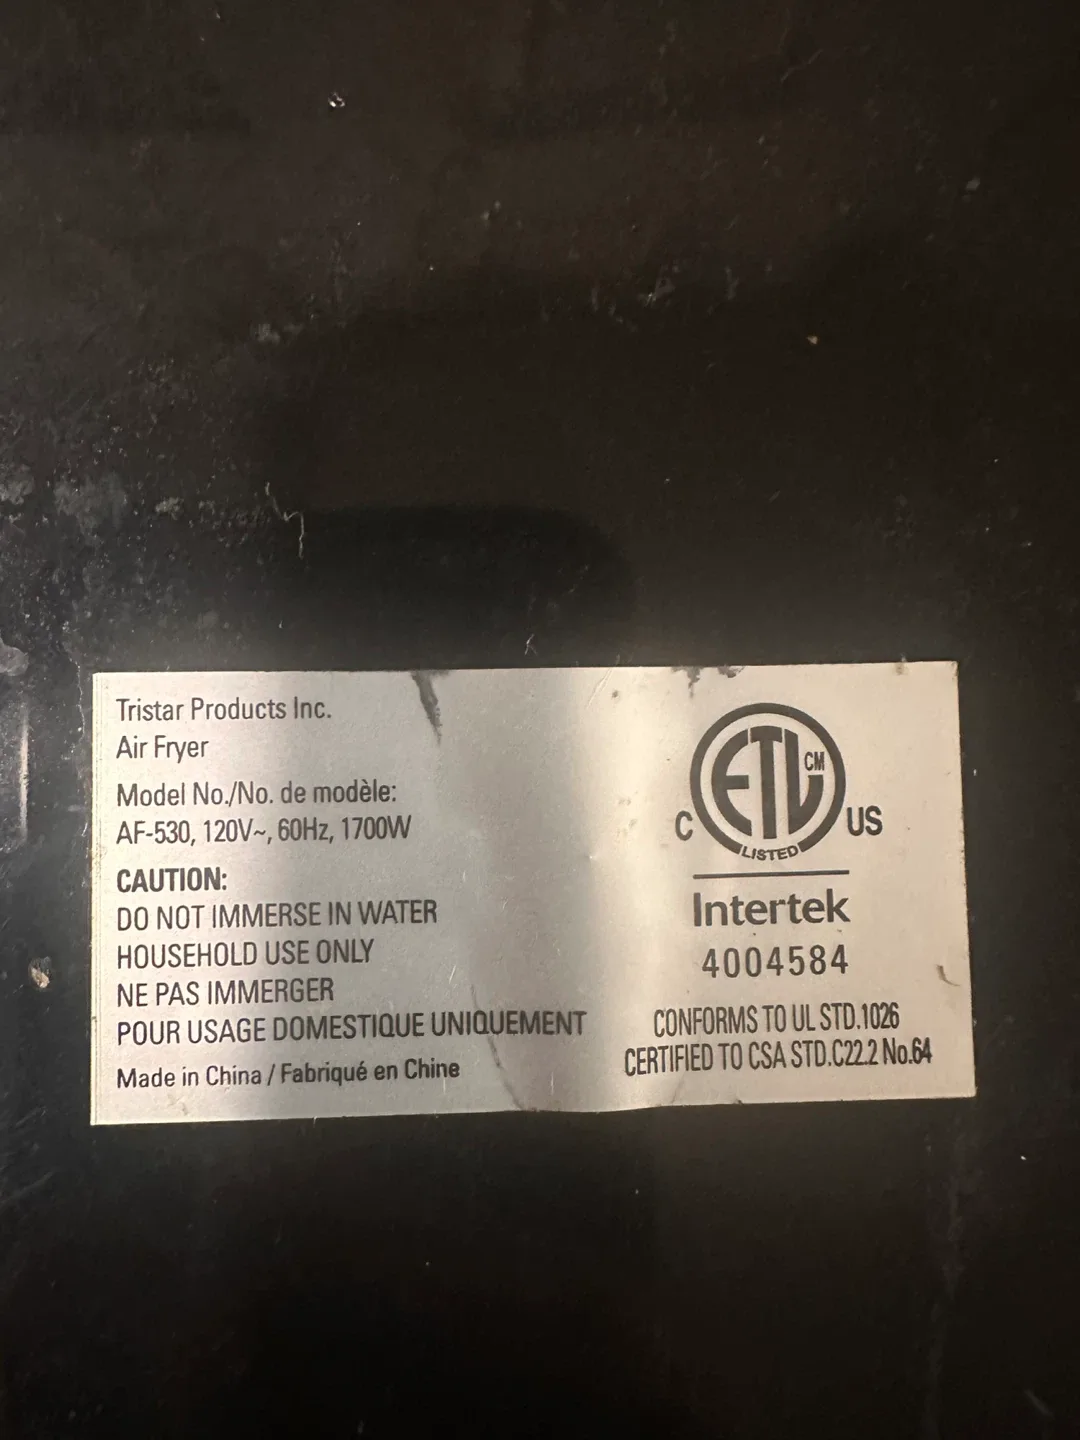 Tristar Products Inc.
Air Fryer
Model No./No. de modèle:
AF-530, 120V~, 60Hz, 1700W
CAUTION:
DO NOT IMMERSE IN WATER
HOUSEHOLD USE ONLY
NE PAS IMMERGER
POUR USAGE DOMESTIQUE UNIQUEMENT
Made in China / Fabriqué en Chine
ETL CM
C US
LISTED
Intertek
4004584
CONFORMS TO UL STD.1026
CERTIFIED TO CSA STD.C22.2 No.64